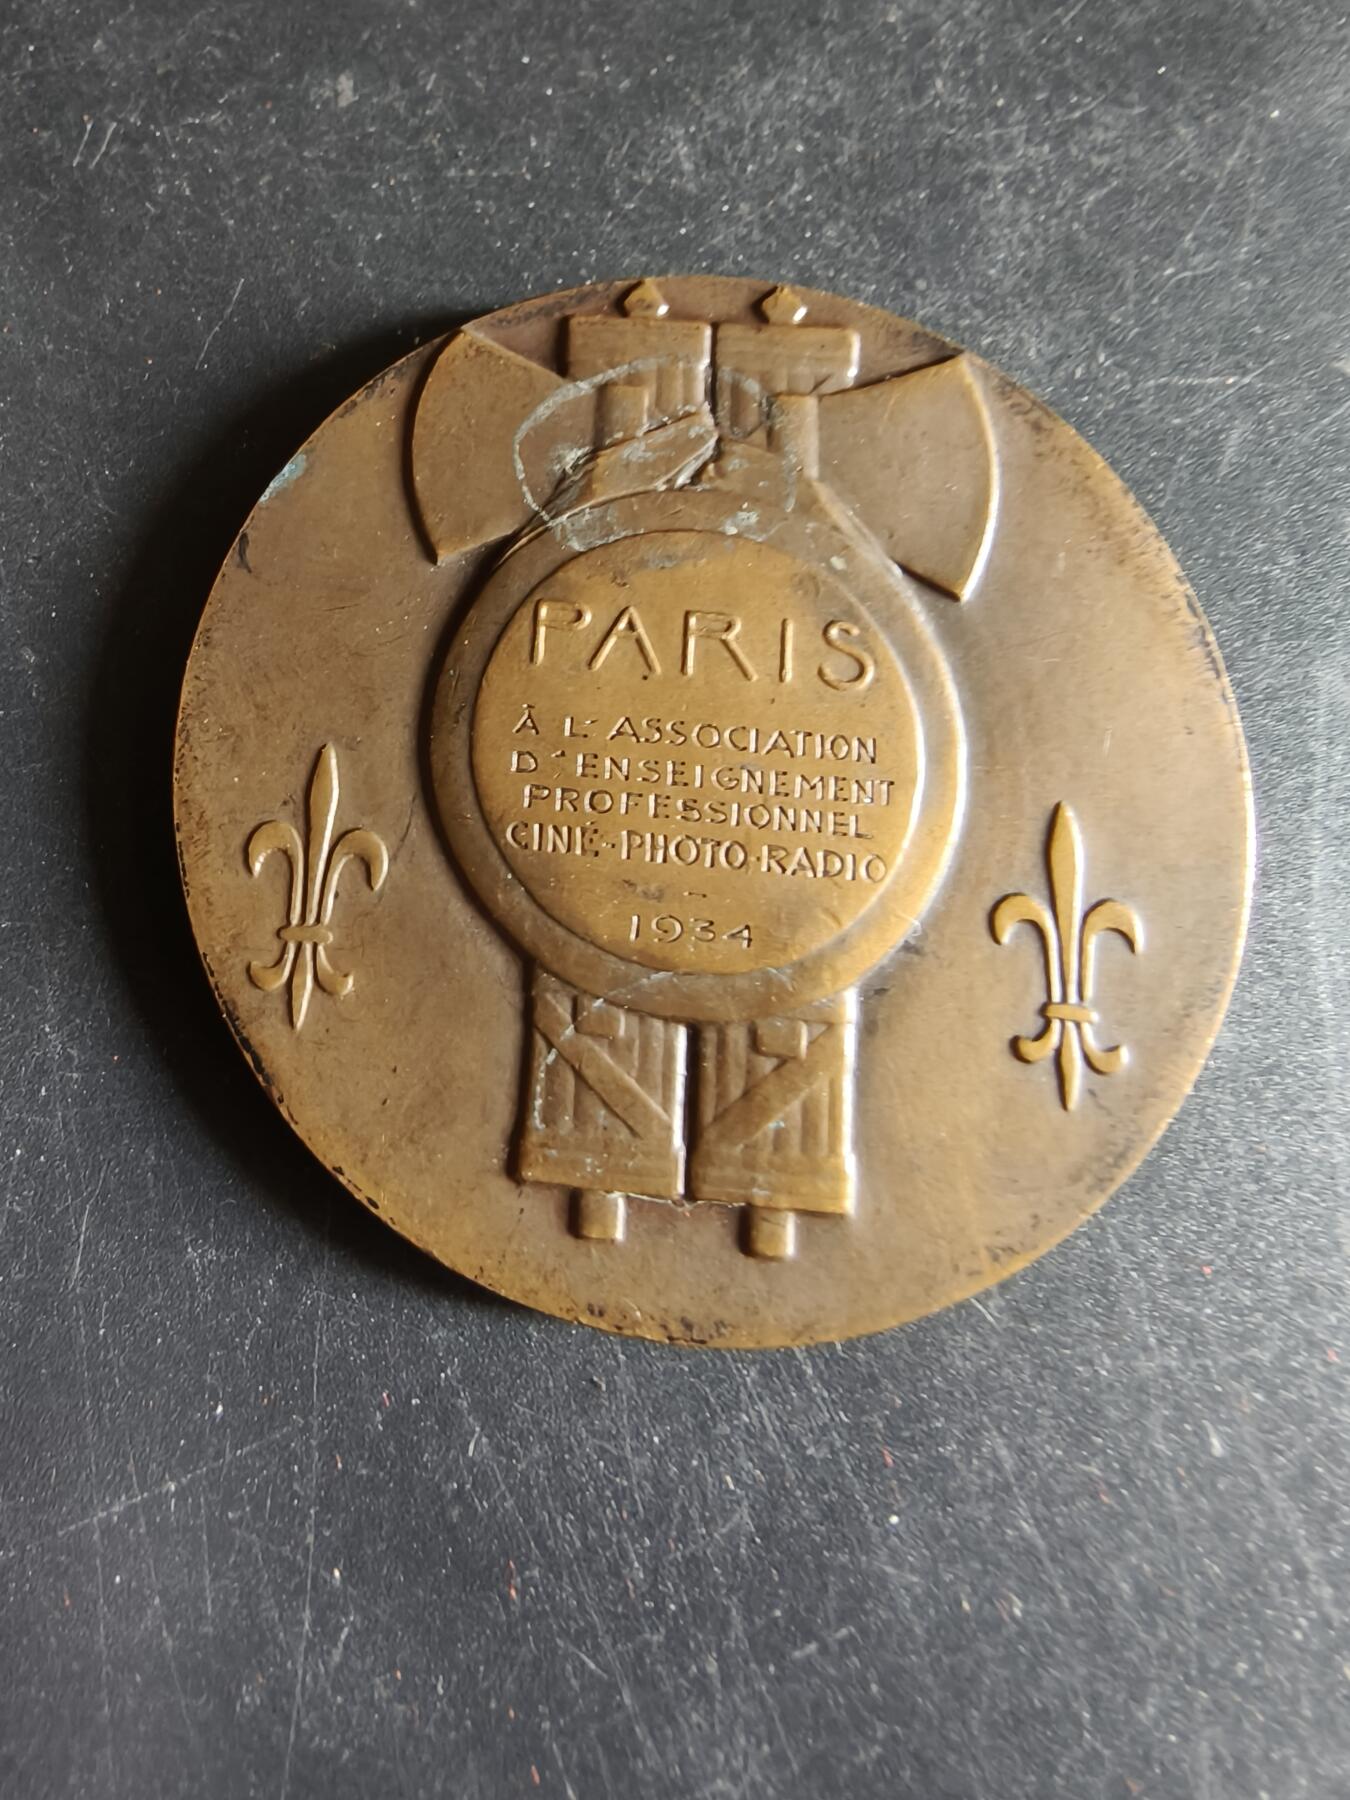 PARIS
À L'ASSOCIATION
D'ENSEIGNEMENT
PROFESSIONNEL
CINÉ-PHOTO-RADIO
-
1934